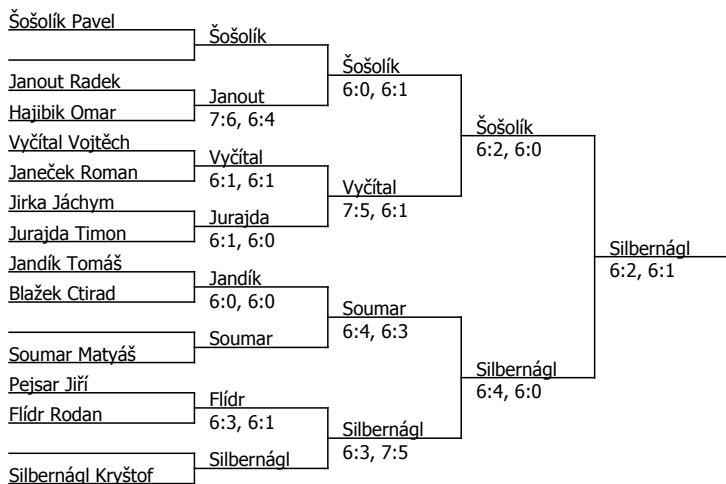 Šošolík Pavel
Janout Radek
Hajibik Omar
Vyčítal Vojtěch
Janeček Roman
Jirka Jáchym
Jurajda Timon
Jandík Tomáš
Blažek Ctirad
Soumar Matyáš
Pejsar Jiří
Flídr Rodan
Silbernágl Kryštof
Šošolík
Janout
7:6, 6:4
Vyčítal
6:1, 6:1
Jurajda
6:1, 6:0
Jandík
6:0, 6:0
Soumar
Flídr
6:3, 6:1
Silbernágl
Šošolík
6:0, 6:1
Vyčítal
7:5, 6:1
Soumar
6:4, 6:3
Silbernágl
6:3, 7:5
Šošolík
6:2, 6:0
Silbernágl
6:4, 6:0
Silbernágl
6:2, 6:1